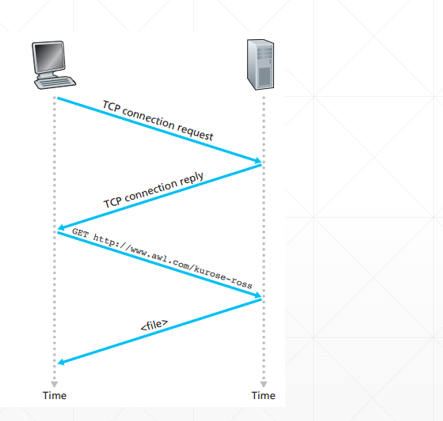 TCP connection request
TCP connection reply
GET http://www.awl.com/kurose-ross
<file>
Time
Time